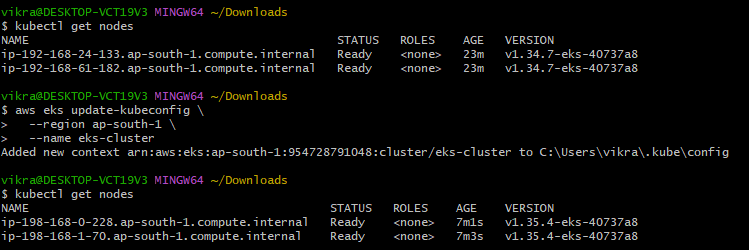 vikra@DESKTOP-VCT19V3 MINGW64 ~/Downloads
$ kubectl get nodes
NAME STATUS ROLES AGE VERSION
ip-192-168-24-133.ap-south-1.compute.internal Ready <none> 23m v1.34.7-eks-40737a8
ip-192-168-61-182.ap-south-1.compute.internal Ready <none> 23m v1.34.7-eks-40737a8
vikra@DESKTOP-VCT19V3 MINGW64 ~/Downloads
$ aws eks update-kubeconfig \
> --region ap-south-1 \
> --name eks-cluster
Added new context arn:aws:eks:ap-south-1:954728791048:cluster/eks-cluster to C:\Users\vikra\.kube\config
vikra@DESKTOP-VCT19V3 MINGW64 ~/Downloads
$ kubectl get nodes
NAME STATUS ROLES AGE VERSION
ip-198-168-0-228.ap-south-1.compute.internal Ready <none> 7m1s v1.35.4-eks-40737a8
ip-198-168-1-70.ap-south-1.compute.internal Ready <none> 7m3s v1.35.4-eks-40737a8